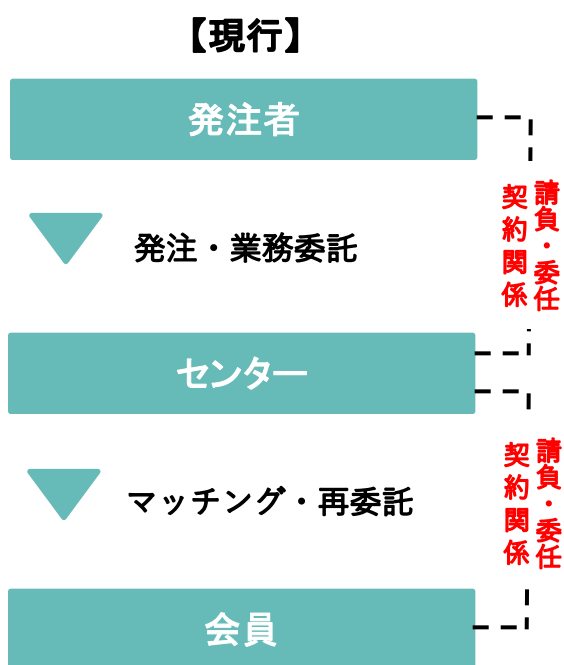 【現行】
発注者
請負・委任
契約関係
発注・業務委託
センター
請負・委任
契約関係
マッチング・再委託
会員